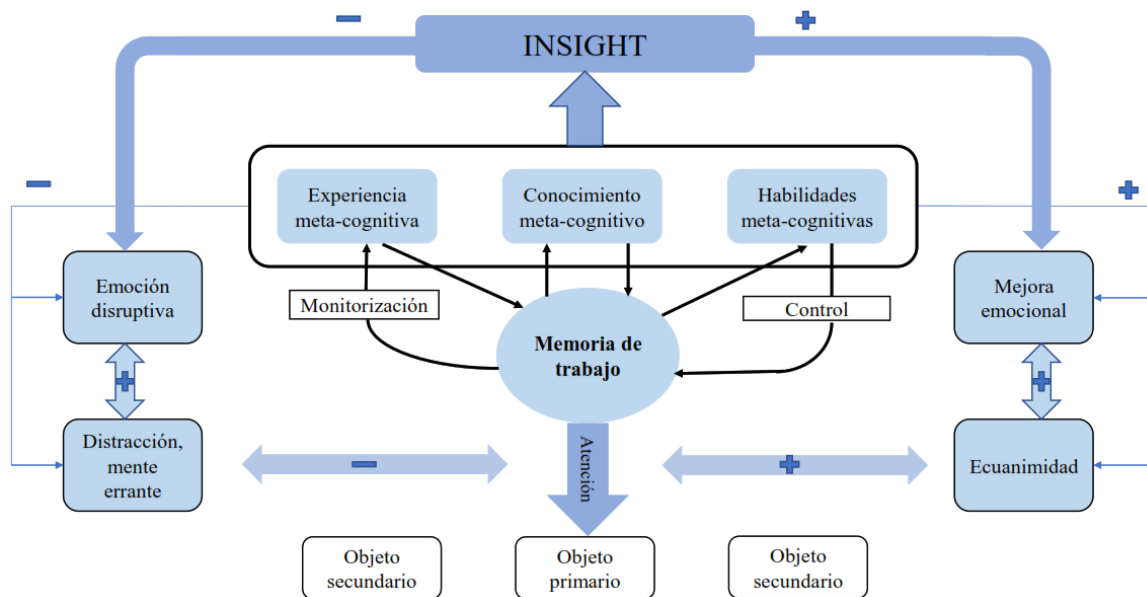 INSIGHT
Experiencia
meta-cognitiva
Conocimiento
meta-cognitivo
Habilidades
meta-cognitivas
Emoción
disruptiva
Monitorización
Control
Mejora
emocional
Memoria de
trabajo
Distracción,
mente
errante
Atención
Ecuanimidad
Objeto
secundario
Objeto
primario
Objeto
secundario